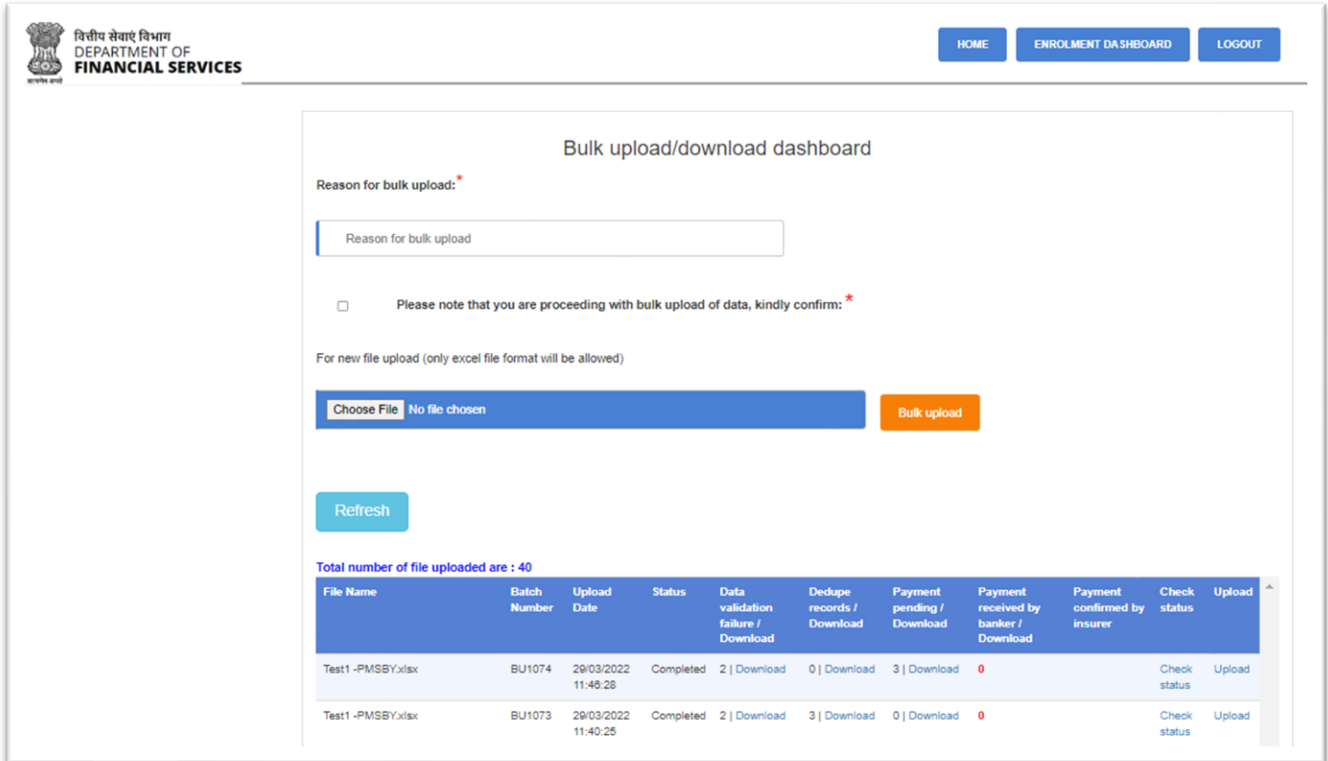 वित्तीय सेवाएं विभाग
DEPARTMENT OF
FINANCIAL SERVICES
सत्यमेव जयते
HOME
ENROLMENT DASHBOARD
LOGOUT
Bulk upload/download dashboard
Reason for bulk upload:*
Reason for bulk upload
Please note that you are proceeding with bulk upload of data, kindly confirm: *
For new file upload (only excel file format will be allowed)
Choose File No file chosen
Bulk upload
Refresh
Total number of file uploaded are : 40
File Name Batch Number Upload Date Status Data validation failure / Download Dedupe records / Download Payment pending / Download Payment received by banker / Download Payment confirmed by insurer Check status Upload
Test1 -PMSBY.xlsx BU1074 29/03/2022 11:46:28 Completed 2 | Download 0 | Download 3 | Download 0 Check status Upload
Test1 -PMSBY.xlsx BU1073 29/03/2022 11:40:25 Completed 2 | Download 3 | Download 0 | Download 0 Check status Upload